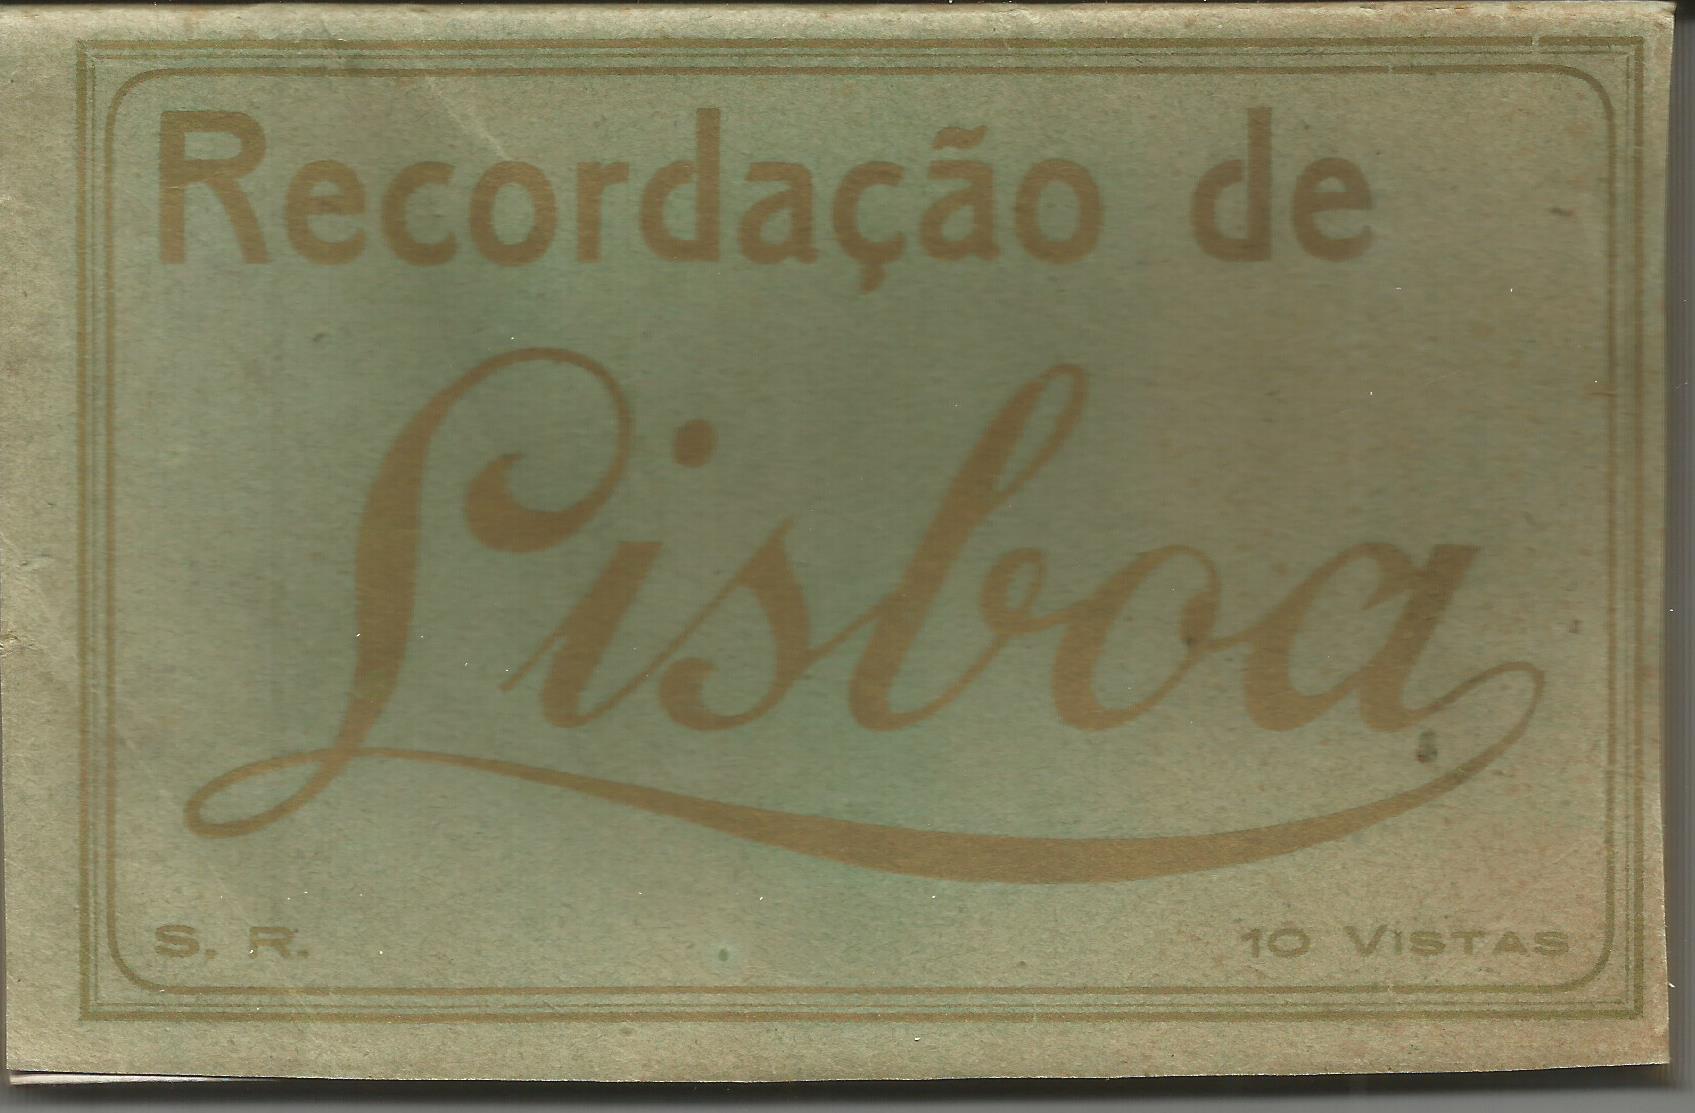 Recordação de
Lisboa
S. R.
10 VISTAS